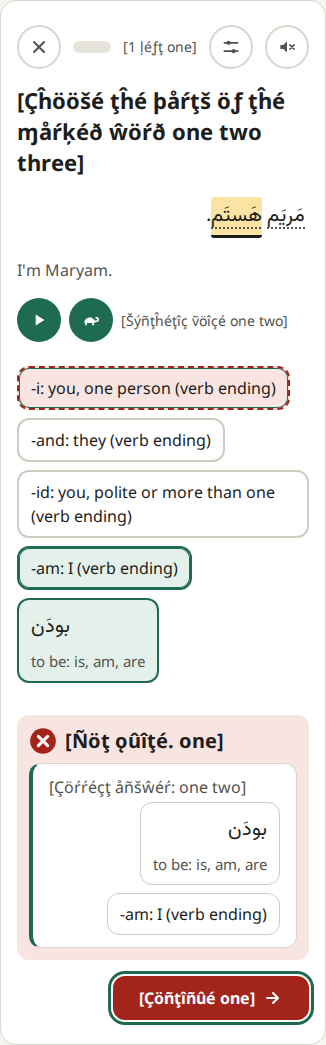 [1 ļéƒţ one]
[Çĥööšé ţĥé þåŕţš öƒ ţĥé
ɱåŕķéð ŵöŕð one two
three]
مَریَم هَستَم.
I'm Maryam.
[Šýñţĥéţîç ṽöîçé one two]
-i: you, one person (verb ending)
-and: they (verb ending)
-id: you, polite or more than one
(verb ending)
-am: I (verb ending)
بودَن
to be: is, am, are
[Ñöţ ǫûîţé. one]
[Çöŕŕéçţ åñšŵéŕ: one two]
بودَن
to be: is, am, are
-am: I (verb ending)
[Çöñţîñûé one]